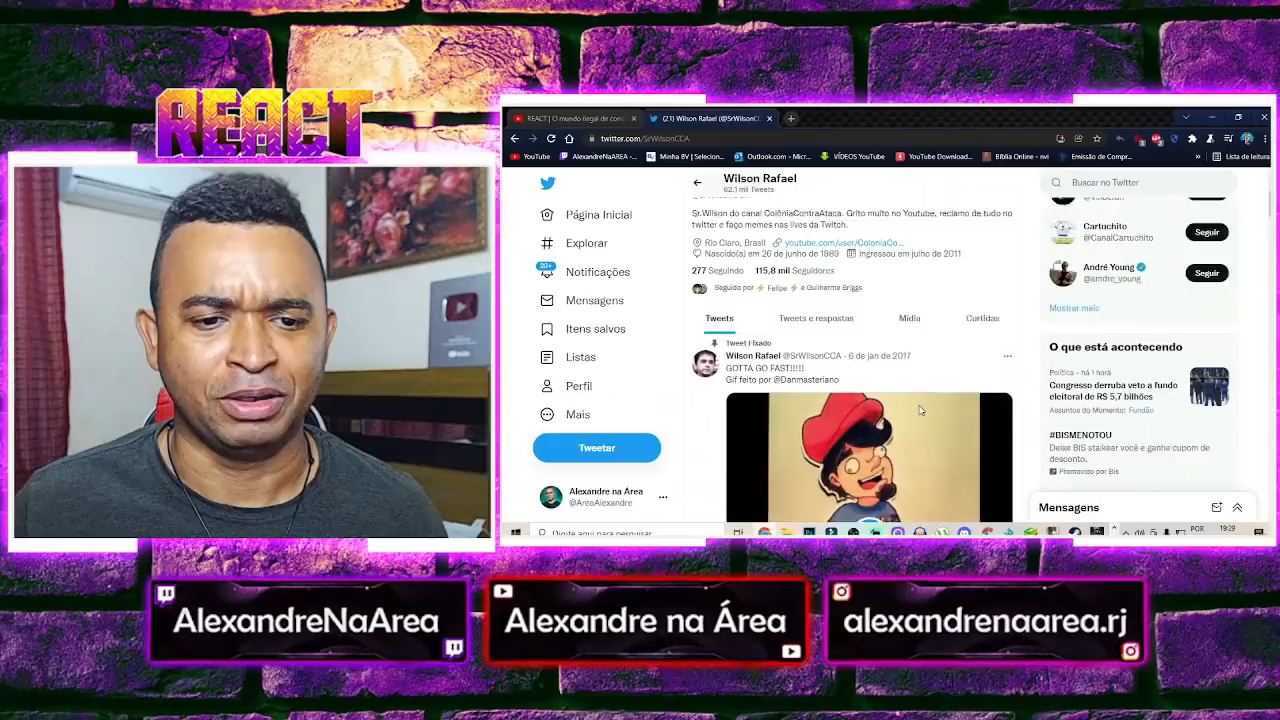 REACT
REACT | O mundo ilegal de con
(21) Wilson Rafael (@SrWilsonC
twitter.com/SrWilsonCCA
YouTube
AlexandreNaAREA -...
Minha BV | Selecion...
Outlook.com - Micr...
VÍDEOS YouTube
YouTube Download...
Bíblia Online - nvi
Emissão de Compr...
»
Lista de leitura
Página Inicial
Explorar
20+
Notificações
Mensagens
Itens salvos
Listas
Perfil
Mais
Tweetar
Alexandre na Área
@AreaAlexandre
Wilson Rafael
62,1 mil Tweets
Sr.Wilson do canal ColôniaContraAtaca. Grito muito no Youtube, reclamo de tudo no
twitter e faço memes nas lives da Twitch.
Rio Claro, Brasil youtube.com/user/ColoniaCo...
Nascido(a) em 26 de junho de 1989 Ingressou em julho de 2011
277 Seguindo 115,8 mil Seguidores
Seguido por ⚡ Felipe ⚡ e Guilherme Briggs
Tweets
Tweets e respostas
Mídia
Curtidas
Tweet Fixado
Wilson Rafael @SrWilsonCCA · 6 de jan de 2017
GOTTA GO FAST!!!!!
Gif feito por @Danmasteriano
Buscar no Twitter
Cartuchito
@CanalCartuchito
Seguir
André Young
@amdre_young
Seguir
Mostrar mais
O que está acontecendo
Política · há 1 hora
Congresso derruba veto a fundo
eleitoral de R$ 5,7 bilhões
Assuntos do Momento: Fundão
#BISMENOTOU
Deixe BIS staikear você e ganhe cupom de
desconto.
Promovido por Bis
Mensagens
Digite aqui para pesquisar
POR
19:29
AlexandreNaArea
Alexandre na Área
alexandrenaarea.rj